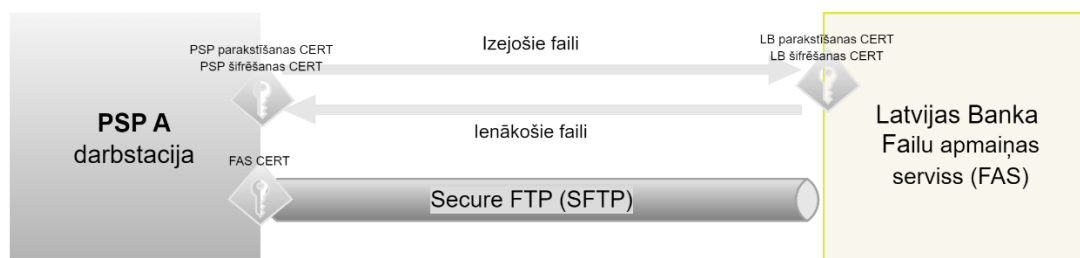 PSP parakstīšanas CERT
PSP šifrēšanas CERT
Izejošie faili
LB parakstīšanas CERT
LB šifrēšanas CERT
PSP A
darbstacija
Ienākošie faili
Latvijas Banka
Failu apmaiņas
serviss (FAS)
FAS CERT
Secure FTP (SFTP)